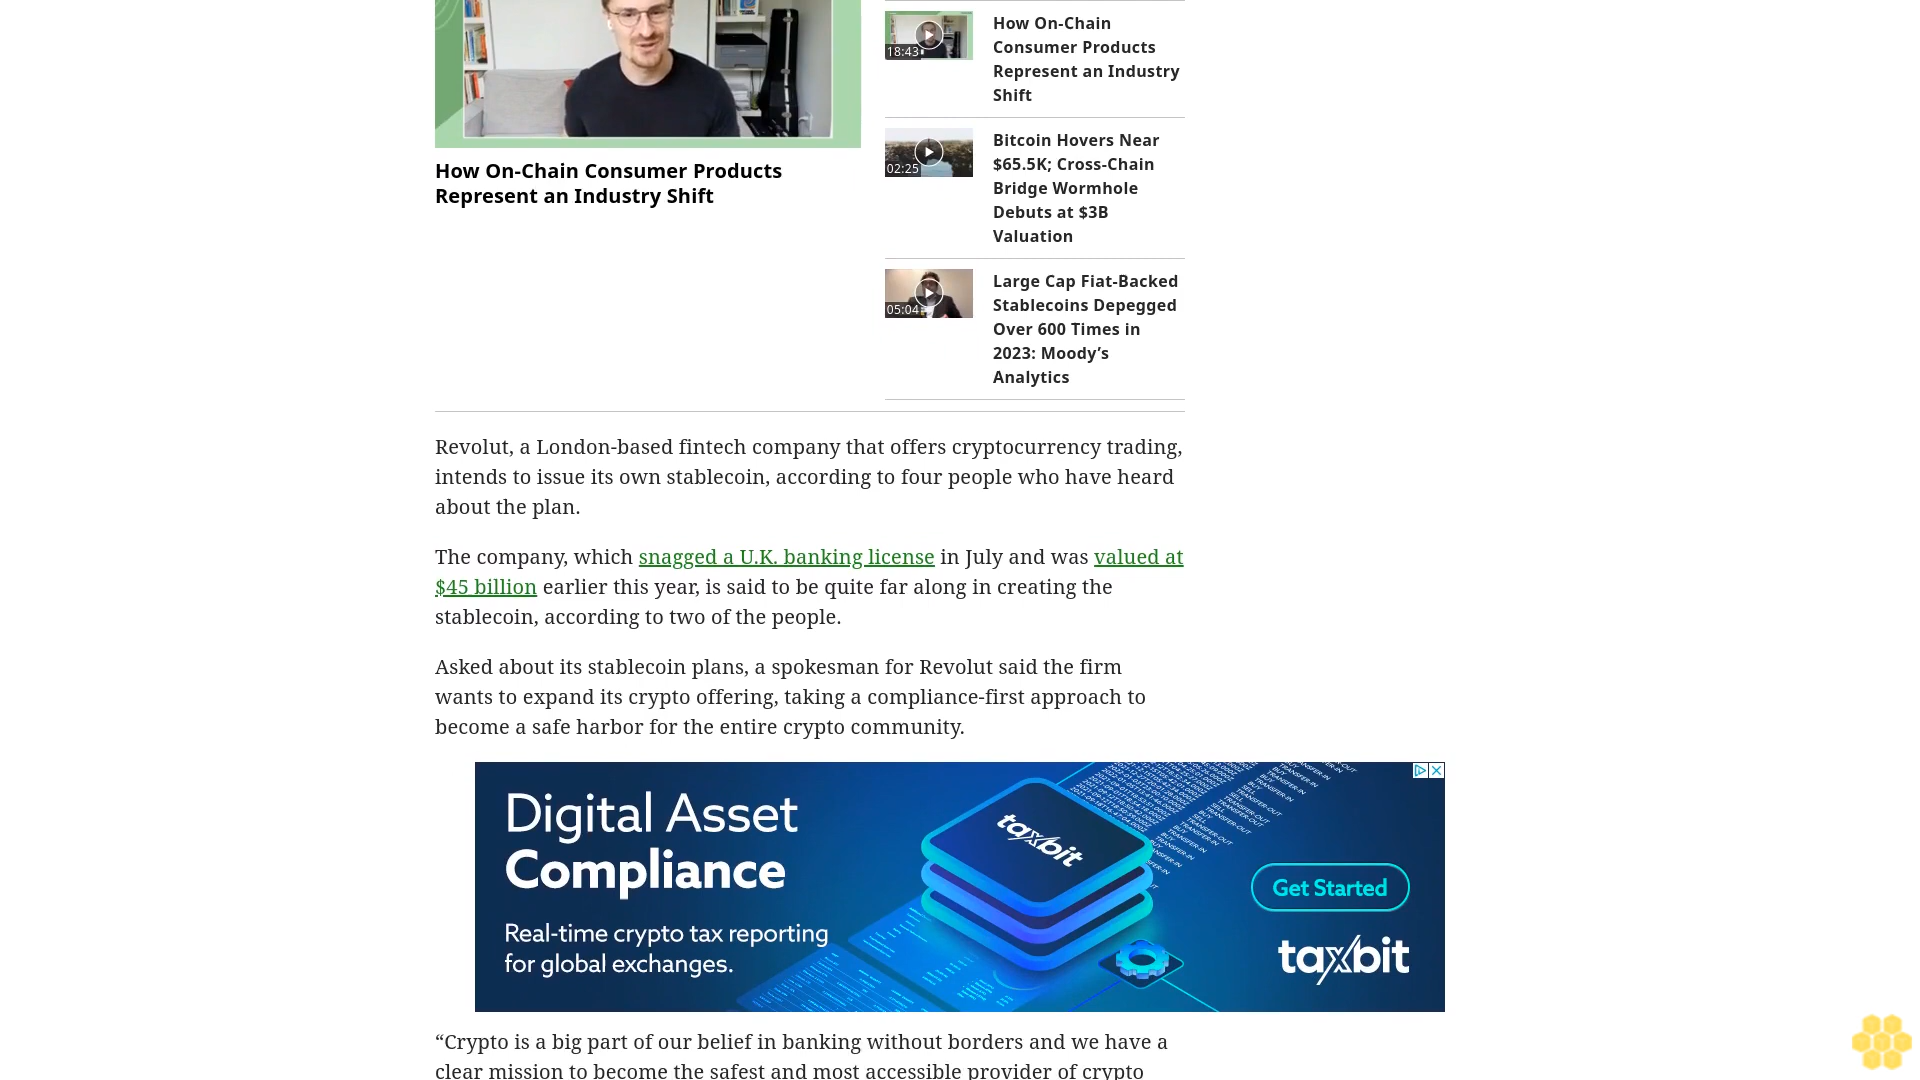 How On-Chain Consumer Products
Represent an Industry Shift
18:43
How On-Chain
Consumer Products
Represent an Industry
Shift
02:25
Bitcoin Hovers Near
$65.5K; Cross-Chain
Bridge Wormhole
Debuts at $3B
Valuation
05:04
Large Cap Fiat-Backed
Stablecoins Depegged
Over 600 Times in
2023: Moody’s
Analytics
Revolut, a London-based fintech company that offers cryptocurrency trading,
intends to issue its own stablecoin, according to four people who have heard
about the plan.
The company, which snagged a U.K. banking license in July and was valued at
$45 billion earlier this year, is said to be quite far along in creating the
stablecoin, according to two of the people.
Asked about its stablecoin plans, a spokesman for Revolut said the firm
wants to expand its crypto offering, taking a compliance-first approach to
become a safe harbor for the entire crypto community.
Digital Asset
Compliance
Real-time crypto tax reporting
for global exchanges.
taxbit
Get Started
taxbit
“Crypto is a big part of our belief in banking without borders and we have a
clear mission to become the safest and most accessible provider of crypto